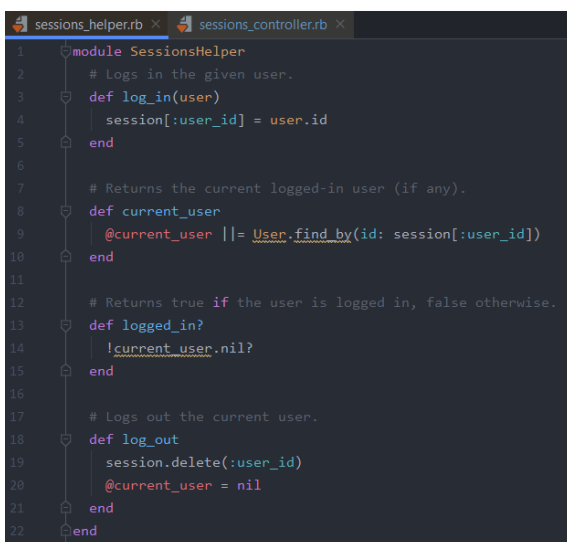 sessions_helper.rb × sessions_controller.rb ×
1 module SessionsHelper
2 # Logs in the given user.
3 def log_in(user)
4 session[:user_id] = user.id
5 end
6
7 # Returns the current logged-in user (if any).
8 def current_user
9 @current_user ||= User.find_by(id: session[:user_id])
10 end
11
12 # Returns true if the user is logged in, false otherwise.
13 def logged_in?
14 !current_user.nil?
15 end
16
17 # Logs out the current user.
18 def log_out
19 session.delete(:user_id)
20 @current_user = nil
21 end
22 end